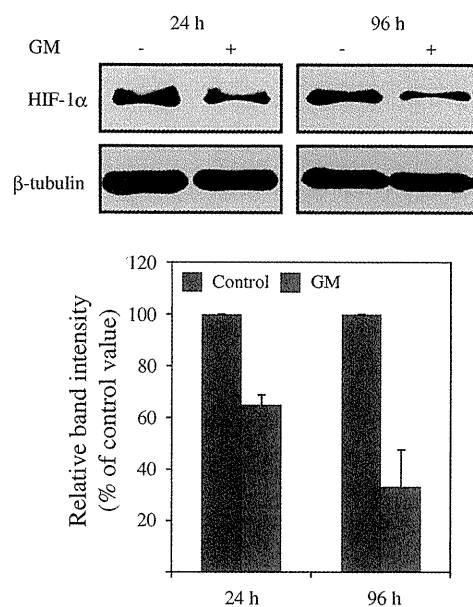 24 h 96 h
GM - + - +
HIF-1α
β-tubulin
120
Control GM
100
80
60
40
20
Relative band intensity
(% of control value)
24 h 96 h